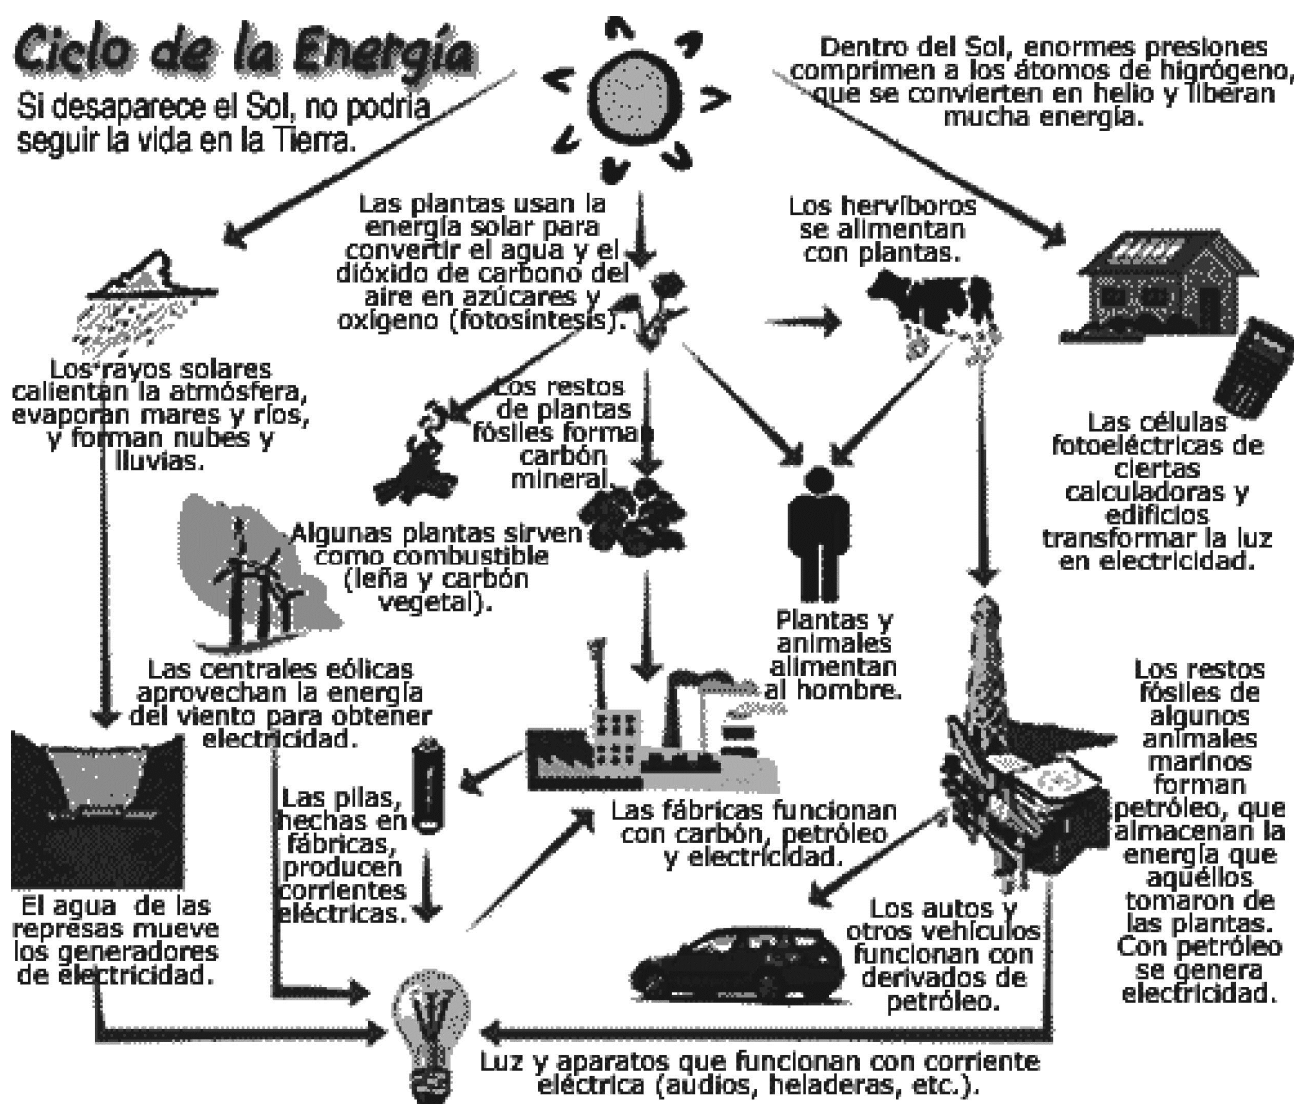 Ciclo de la Energía
Si desaparece el Sol, no podría
seguir la vida en la Tierra.
Dentro del Sol, enormes presiones
comprimen a los átomos de higrógeno,
que se convierten en helio y liberan
mucha energía.
Las plantas usan la
energía solar para
convertir el agua y el
dióxido de carbono del
aire en azúcares y
oxígeno (fotosíntesis).
Los hervíboros
se alimentan
con plantas.
Los rayos solares
calientan la atmósfera,
evaporan mares y ríos,
y forman nubes y
lluvias.
Los restos
de plantas
fósiles forma
carbón
mineral.
Las células
fotoeléctricas de
ciertas
calculadoras y
edificios
transformar la luz
en electricidad.
Algunas plantas sirven
como combustible
(leña y carbón
vegetal).
Plantas y
animales
alimentan
al hombre.
Las centrales eólicas
aprovechan la energía
del viento para obtener
electricidad.
Los restos
fósiles de
algunos
animales
marinos
forman
petróleo, que
almacenan la
energía que
aquéllos
tomaron de
las plantas.
Con petróleo
se genera
electricidad.
Las pilas,
hechas en
fábricas,
producen
corrientes
eléctricas.
Las fábricas funcionan
con carbón, petróleo
y electricidad.
El agua de las
represas mueve
los generadores
de electricidad.
Los autos y
otros vehículos
funcionan con
derivados de
petróleo.
Luz y aparatos que funcionan con corriente
eléctrica (audios, heladeras, etc.).